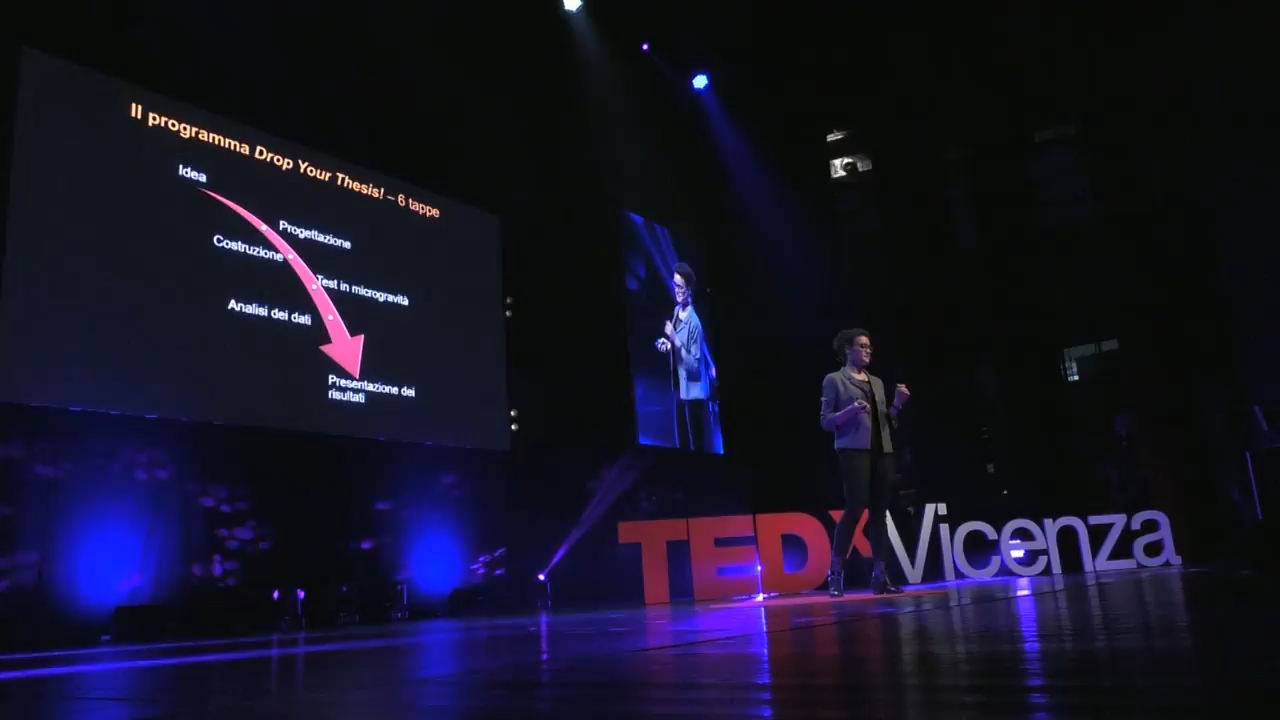 Il programma Drop Your Thesis! – 6 tappe
Idea
Progettazione
Costruzione
Test in microgravità
Analisi dei dati
Presentazione dei
risultati
TEDxVicenza